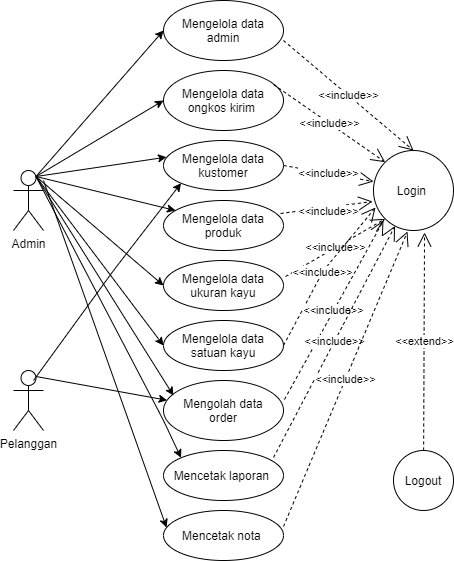 Mengelola data
admin
<<include>>
Mengelola data
ongkos kirim
<<include>>
Mengelola data
kustomer
<<include>>
Login
Admin
Mengelola data
produk
<<include>>
<<include>>
Mengelola data
ukuran kayu
<<include>>
Mengelola data
satuan kayu
<<include>>
<<extend>>
<<include>>
Pelanggan
Mengolah data
order
Mencetak laporan
Logout
Mencetak nota